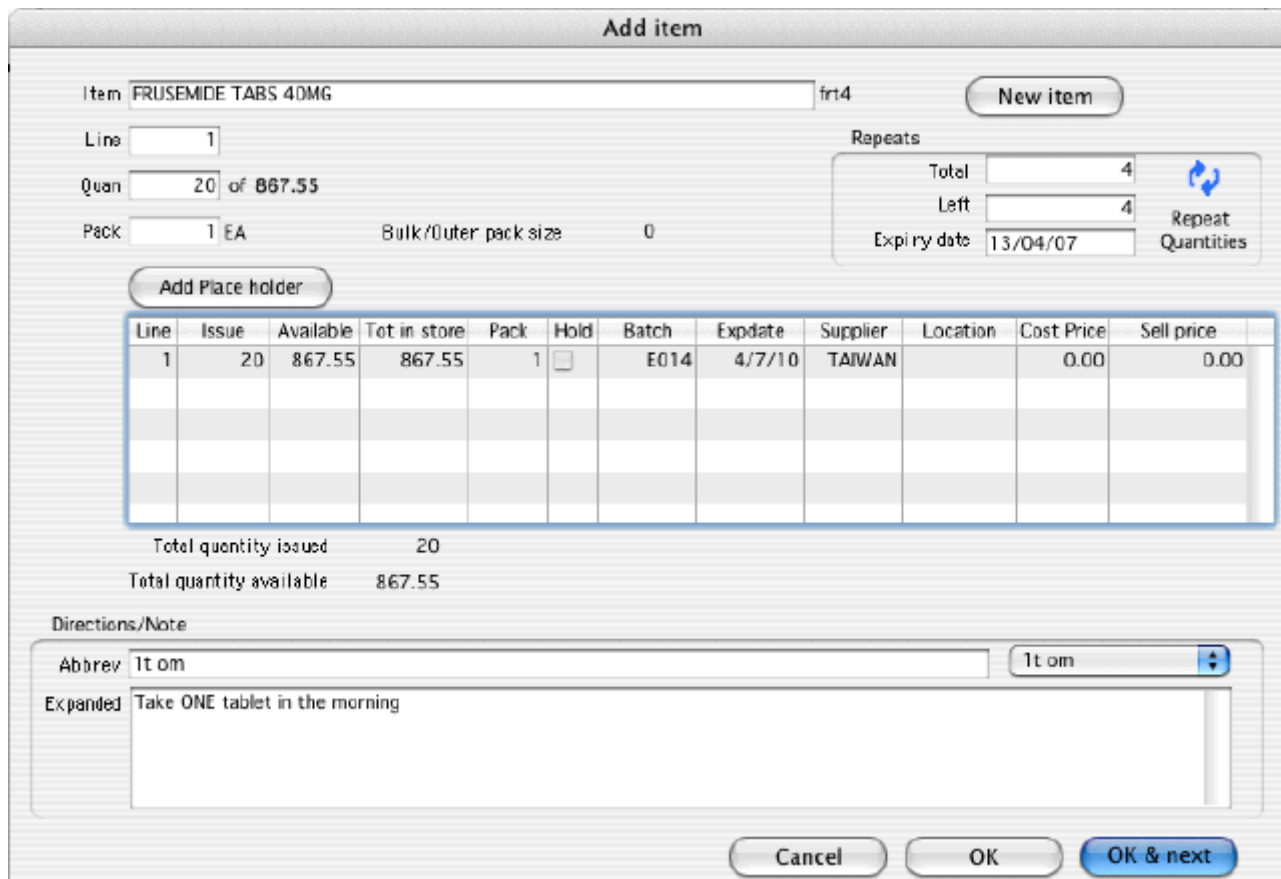 Add item
Item FRUSEMIDE TABS 40MG frt4 New item
Line 1 Repeats
Quan 20 of 867.55 Total 4
Left 4
Repeat
Quantities
Pack 1 EA Bulk/Outer pack size 0 Expiry date 13/04/07
Add Place holder
Line Issue Available Tot in store Pack Hold Batch Expdate Supplier Location Cost Price Sell price
1 20 867.55 867.55 1 E014 4/7/10 TAIWAN 0.00 0.00
Total quantity issued 20
Total quantity available 867.55
Directions/Note
Abbrev 1t om 1t om
Expanded Take ONE tablet in the morning
Cancel OK OK & next